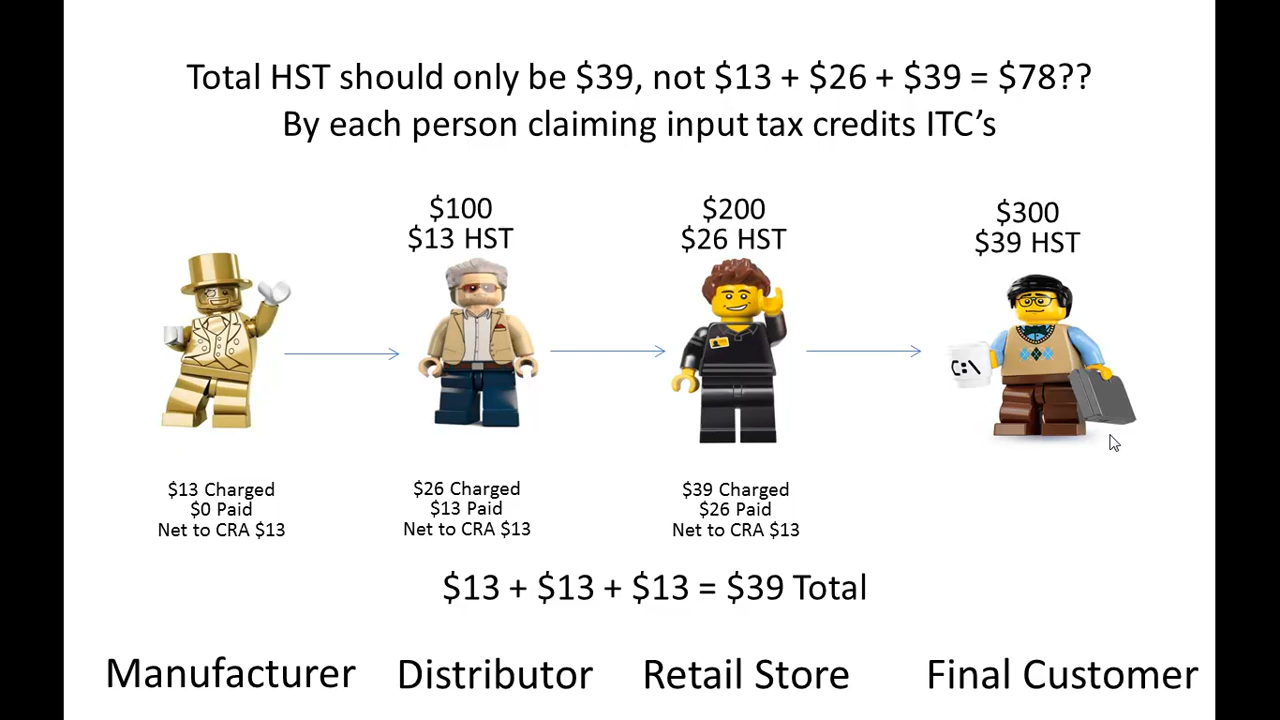 Total HST should only be $39, not $13 + $26 + $39 = $78??
By each person claiming input tax credits ITC’s
$100
$13 HST
$200
$26 HST
$300
$39 HST
C:\
$13 Charged
$0 Paid
Net to CRA $13
$26 Charged
$13 Paid
Net to CRA $13
$39 Charged
$26 Paid
Net to CRA $13
$13 + $13 + $13 = $39 Total
Manufacturer
Distributor
Retail Store
Final Customer